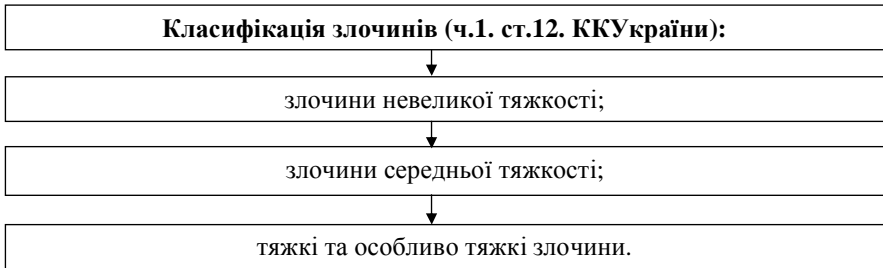 Класифікація злочинів (ч.1. ст.12. ККУкраїни):
злочини невеликої тяжкості;
злочини середньої тяжкості;
тяжкі та особливо тяжкі злочини.